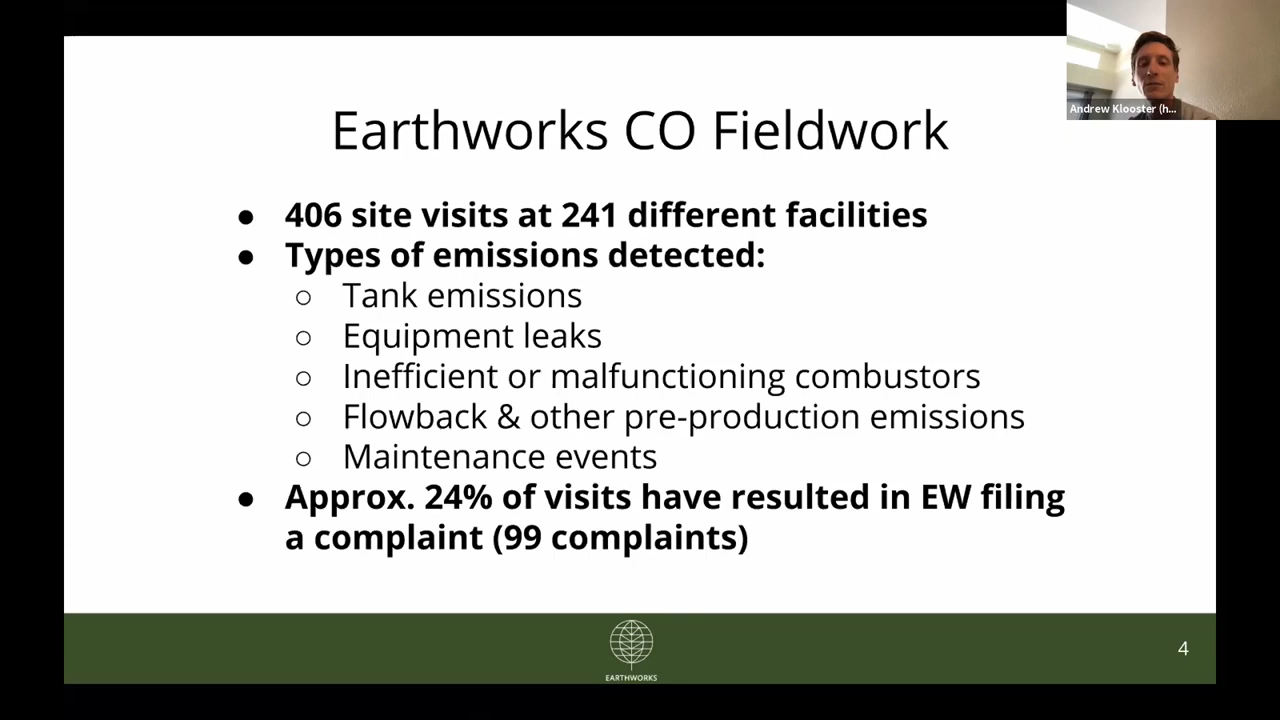 Andrew Klooster (h...
Earthworks CO Fieldwork
● 406 site visits at 241 different facilities
● Types of emissions detected:
○ Tank emissions
○ Equipment leaks
○ Inefficient or malfunctioning combustors
○ Flowback & other pre-production emissions
○ Maintenance events
● Approx. 24% of visits have resulted in EW filing
a complaint (99 complaints)
EARTHWORKS
4